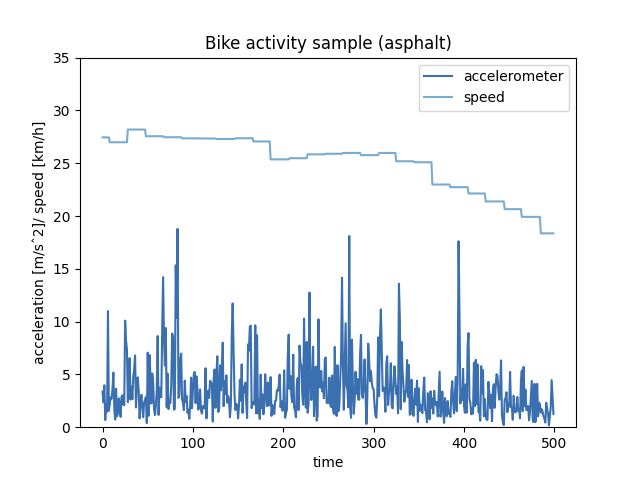 Bike activity sample (asphalt)
accelerometer
speed
acceleration [m/s^2]/ speed [km/h]
35
30
25
20
15
10
5
0
0 100 200 300 400 500
time